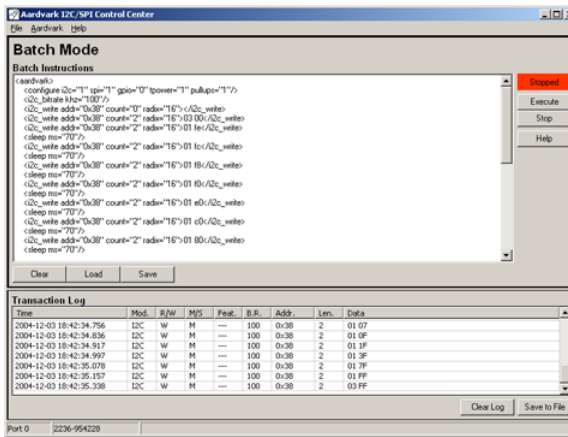 Aardvark I2C/SPI Control Center
File Aardvark Help
Batch Mode
Batch Instructions
<aardvark>
<configure i2c="1" spi="1" gpio="0" tpower="1" pullups="1"/>
<i2c_bitrate khz="100"/>
<i2c_write addr="0x38" count="0" radix="16"></i2c_write>
<i2c_write addr="0x38" count="2" radix="16">03 00</i2c_write>
<i2c_write addr="0x38" count="2" radix="16">01 fe</i2c_write>
<sleep ms="70"/>
<i2c_write addr="0x38" count="2" radix="16">01 fc</i2c_write>
<sleep ms="70"/>
<i2c_write addr="0x38" count="2" radix="16">01 f8</i2c_write>
<sleep ms="70"/>
<i2c_write addr="0x38" count="2" radix="16">01 f0</i2c_write>
<sleep ms="70"/>
<i2c_write addr="0x38" count="2" radix="16">01 e0</i2c_write>
<sleep ms="70"/>
<i2c_write addr="0x38" count="2" radix="16">01 c0</i2c_write>
<sleep ms="70"/>
<i2c_write addr="0x38" count="2" radix="16">01 80</i2c_write>
<sleep ms="70"/>
Stopped
Execute
Stop
Help
Clear Load Save
Transaction Log
Time Mod. R/W M/S Feat. B.R. Addr. Len. Data
2004-12-03 18:42:34.756 I2C W M --- 100 0x38 2 01 07
2004-12-03 18:42:34.836 I2C W M --- 100 0x38 2 01 0F
2004-12-03 18:42:34.917 I2C W M --- 100 0x38 2 01 1F
2004-12-03 18:42:34.997 I2C W M --- 100 0x38 2 01 3F
2004-12-03 18:42:35.078 I2C W M --- 100 0x38 2 01 7F
2004-12-03 18:42:35.157 I2C W M --- 100 0x38 2 01 FF
2004-12-03 18:42:35.338 I2C W M --- 100 0x38 2 03 FF
Clear Log Save to File
Port 0 2236-954228